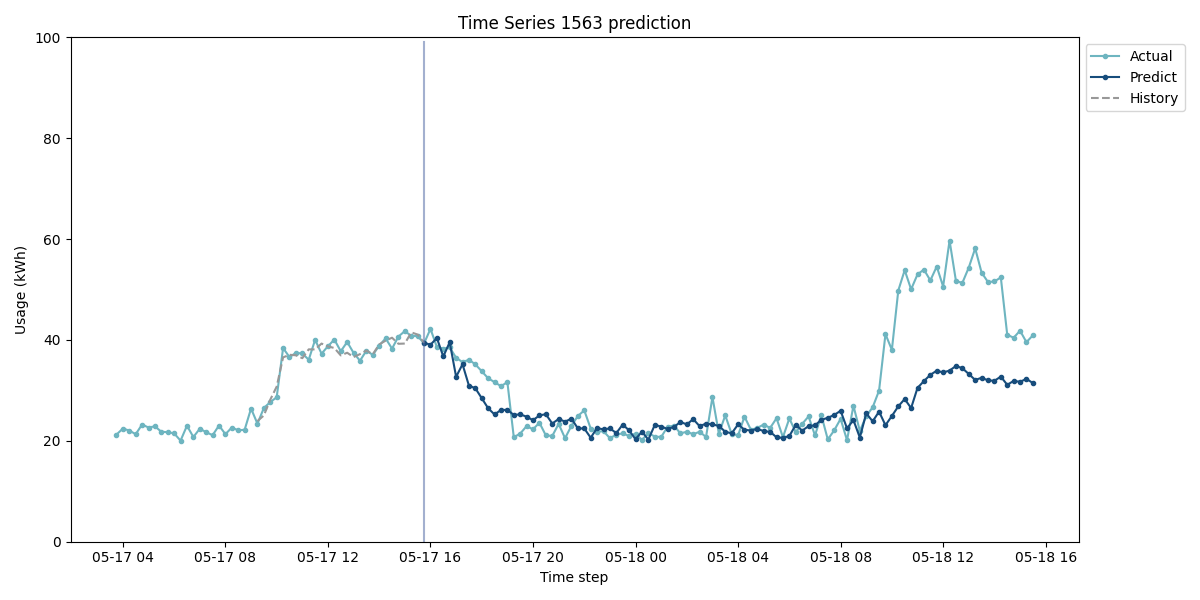 Time Series 1563 prediction
Actual
Predict
History
Usage (kWh)
100
80
60
40
20
0
05-17 04
05-17 08
05-17 12
05-17 16
05-17 20
05-18 00
05-18 04
05-18 08
05-18 12
05-18 16
Time step